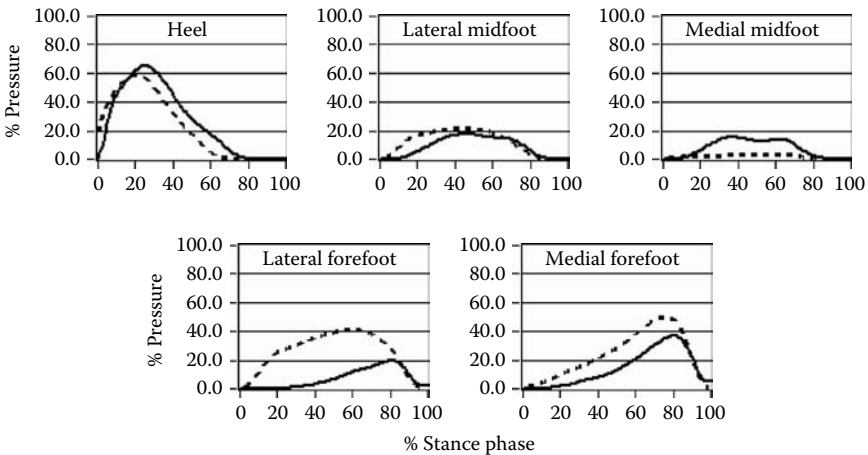 Heel
Lateral midfoot
Medial midfoot
% Pressure
100.0 100.0 100.0
80.0 80.0 80.0
60.0 60.0 60.0
40.0 40.0 40.0
20.0 20.0 20.0
0.0 0.0 0.0
0 20 40 60 80 100 0 20 40 60 80 100 0 20 40 60 80 100
Lateral forefoot
Medial forefoot
% Pressure
100.0 100.0
80.0 80.0
60.0 60.0
40.0 40.0
20.0 20.0
0.0 0.0
0 20 40 60 80 100 0 20 40 60 80 100
% Stance phase